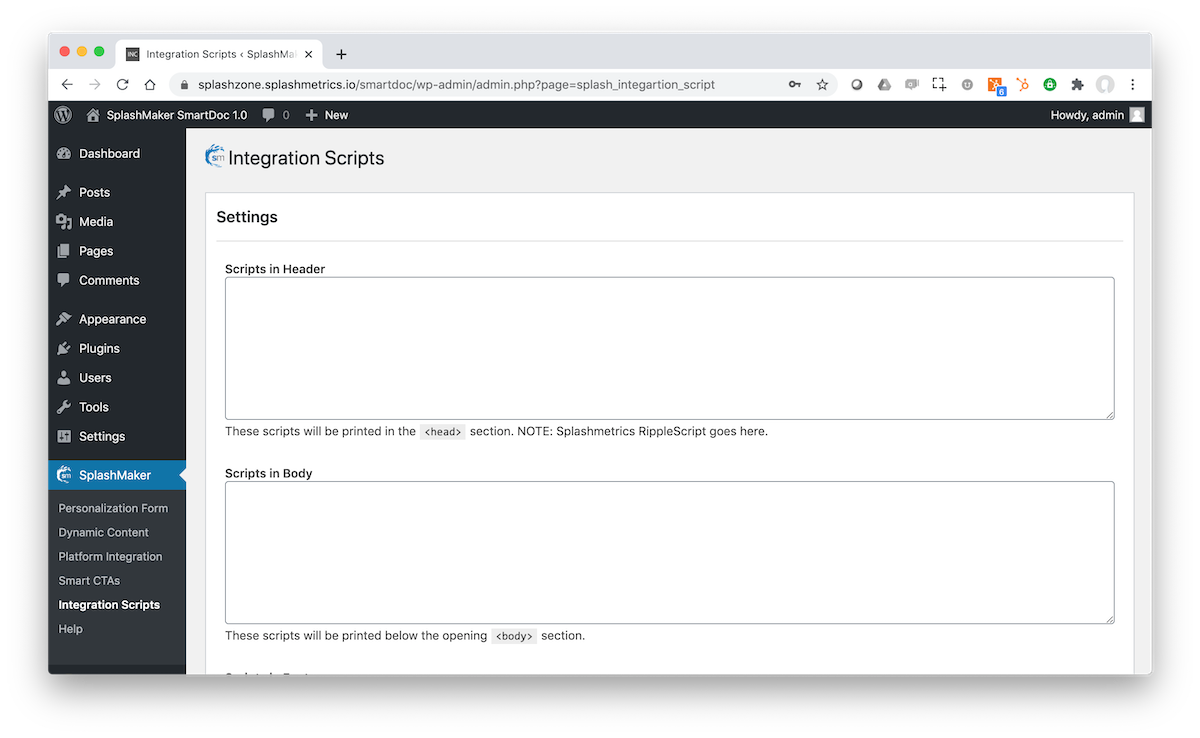 INC Integration Scripts ‹ SplashMa
splashzone.splashmetrics.io/smartdoc/wp-admin/admin.php?page=splash_integartion_script
6
SplashMaker SmartDoc 1.0 0 New Howdy, admin
Dashboard
Posts
Media
Pages
Comments
Appearance
Plugins
Users
Tools
Settings
SplashMaker
Personalization Form
Dynamic Content
Platform Integration
Smart CTAs
Integration Scripts
Help
sm Integration Scripts
Settings
Scripts in Header
These scripts will be printed in the <head> section. NOTE: Splashmetrics RippleScript goes here.
Scripts in Body
These scripts will be printed below the opening <body> section.